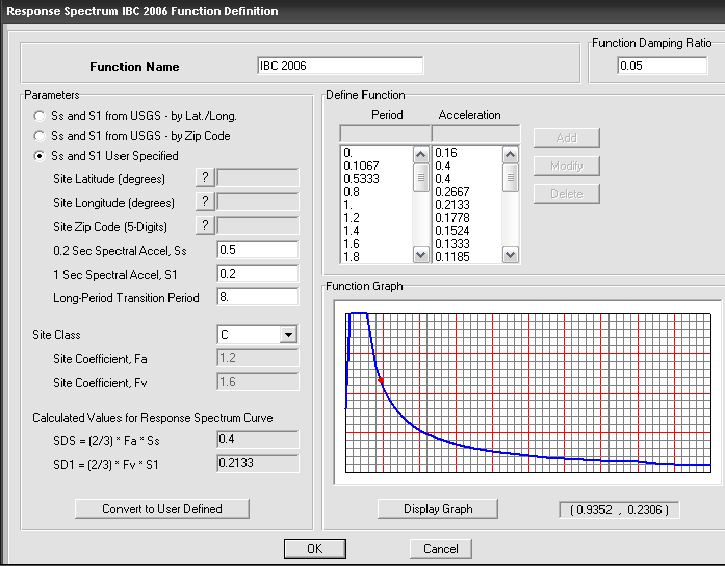 Response Spectrum IBC 2006 Function Definition
Function Name
IBC 2006
Function Damping Ratio
0.05
Parameters
Ss and S1 from USGS - by Lat./Long.
Ss and S1 from USGS - by Zip Code
Ss and S1 User Specified
Site Latitude (degrees) ?
Site Longitude (degrees) ?
Site Zip Code (5-Digits) ?
0.2 Sec Spectral Accel, Ss 0.5
1 Sec Spectral Accel, S1 0.2
Long-Period Transition Period 8.
Site Class C
Site Coefficient, Fa 1.2
Site Coefficient, Fv 1.6
Calculated Values for Response Spectrum Curve
SDS = (2/3) * Fa * Ss 0.4
SD1 = (2/3) * Fv * S1 0.2133
Convert to User Defined
Define Function
Period Acceleration
0. 0.16
0.1067 0.4
0.5333 0.4
0.8 0.2667
1. 0.2133
1.2 0.1778
1.4 0.1524
1.6 0.1333
1.8 0.1185
Add
Modify
Delete
Function Graph
Display Graph
( 0.9352 , 0.2306 )
OK
Cancel